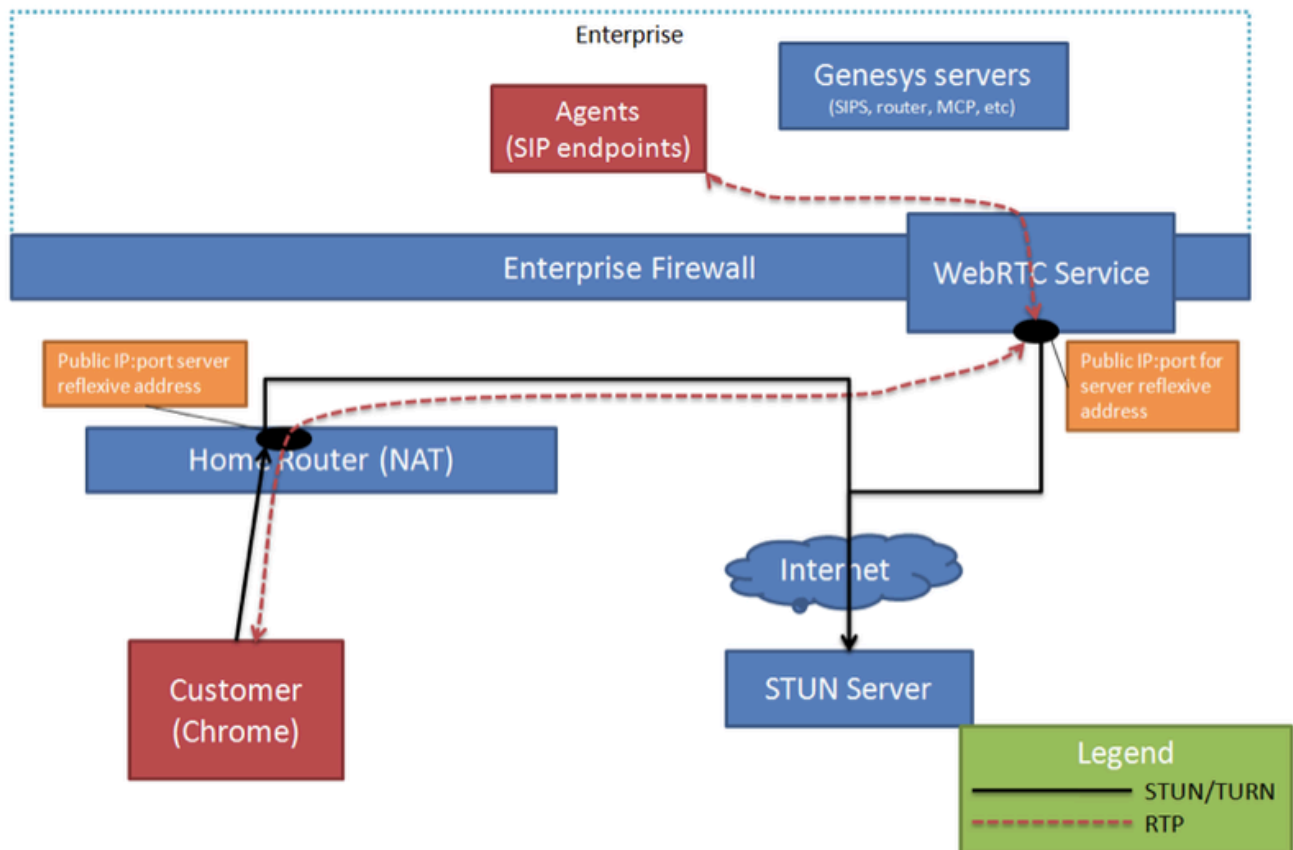 Enterprise
Genesys servers
(SIPS, router, MCP, etc)
Agents
(SIP endpoints)
Enterprise Firewall
WebRTC Service
Public IP:port server
reflexive address
Public IP:port for
server reflexive
address
Home Router (NAT)
Internet
Customer
(Chrome)
STUN Server
Legend
STUN/TURN
RTP